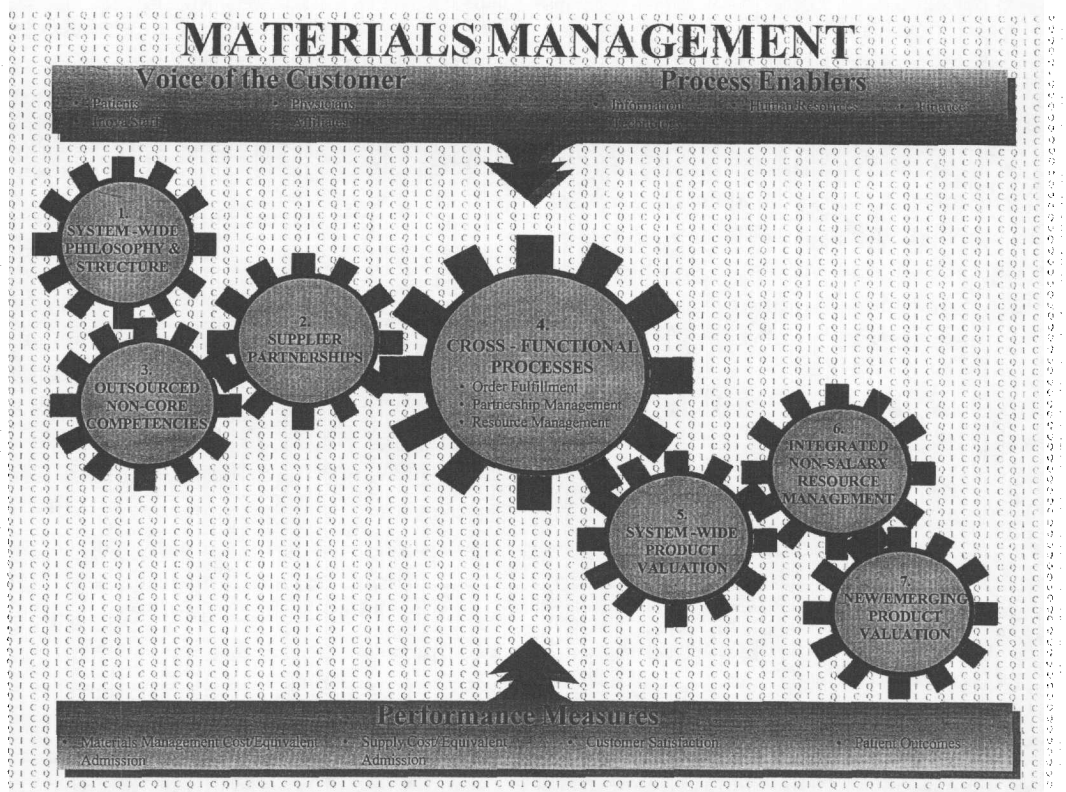 MATERIALS MANAGEMENT
Voice of the Customer
Process Enablers
• Patients
• Physicians
• Information
• Human Resources
• Finance
• Inova Staff
• Affiliates
Technology
1.
SYSTEM -WIDE
PHILOSOPHY &
STRUCTURE
2.
SUPPLIER
PARTNERSHIPS
3.
OUTSOURCED
NON-CORE
COMPETENCIES
4.
CROSS - FUNCTIONAL
PROCESSES
• Order Fulfillment
• Partnership Management
• Resource Management
5.
SYSTEM -WIDE
PRODUCT
VALUATION
6.
INTEGRATED
NON-SALARY
RESOURCE
MANAGEMENT
7.
NEW/EMERGING
PRODUCT
VALUATION
Performance Measures
• Materials Management Cost/Equivalent
Admission
• Supply Cost/Equivalent
Admission
• Customer Satisfaction
• Patient Outcomes